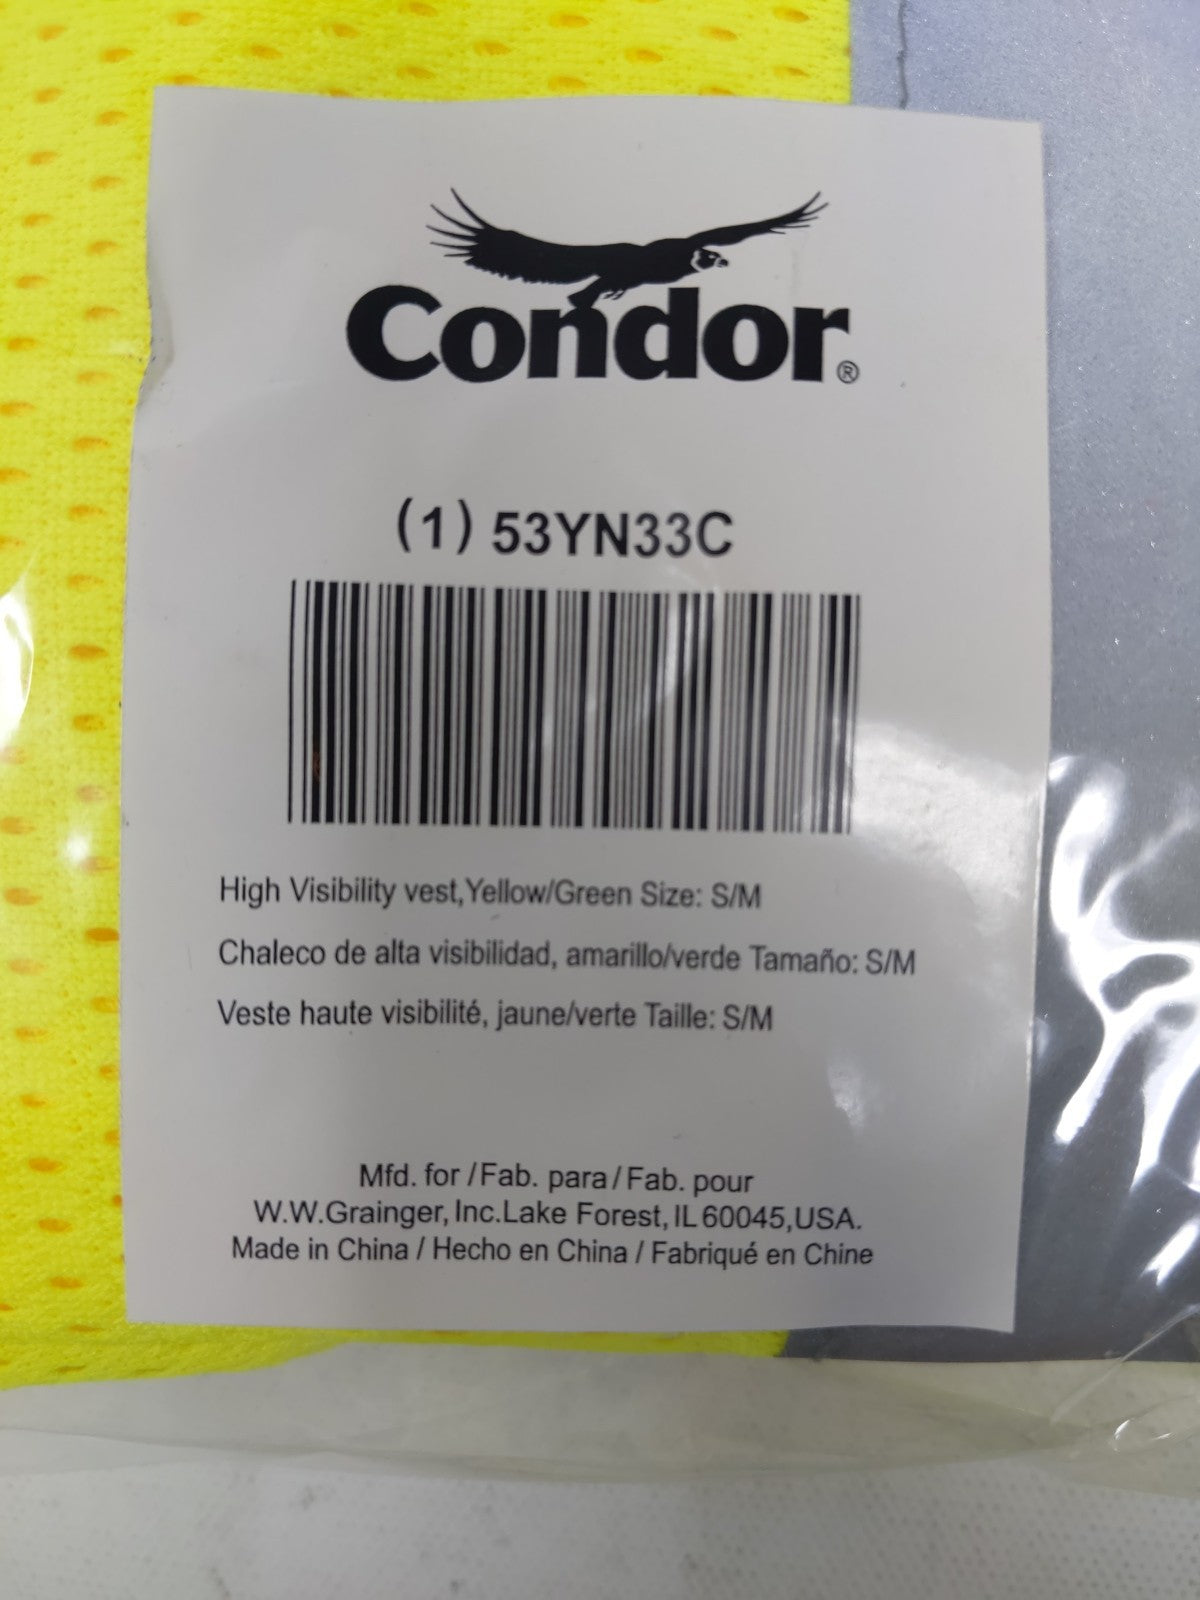 Condor®
(1) 53YN33C
High Visibility vest,Yellow/Green Size: S/M
Chaleco de alta visibilidad, amarillo/verde Tamaño: S/M
Veste haute visibilité, jaune/verte Taille: S/M
Mfd. for /Fab. para/Fab. pour
W.W.Grainger,Inc.Lake Forest,IL60045,USA.
Made in China / Hecho en China / Fabriqué en Chine